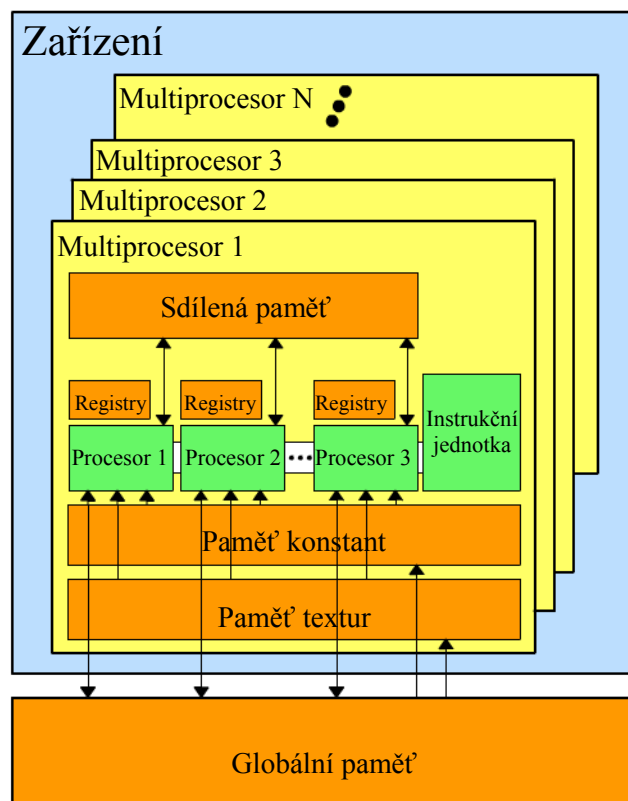 Zařízení
Multiprocesor N
Multiprocesor 3
Multiprocesor 2
Multiprocesor 1
Sdílená paměť
Registry
Registry
Registry
Instrukční
jednotka
Procesor 1
Procesor 2
Procesor 3
Paměť konstant
Paměť textur
Globální paměť